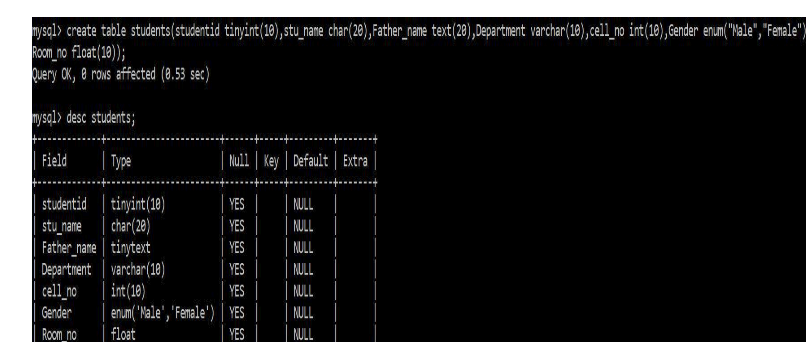 mysql> create table students(studentid tinyint(10),stu_name char(20),Father_name text(20),Department varchar(10),cell_no int(10),Gender enum("Male","Female")
Room_no float(10));
Query OK, 0 rows affected (0.53 sec)
mysql> desc students;
| Field | Type | Null | Key | Default | Extra |
| studentid | tinyint(10) | YES | | NULL | |
| stu_name | char(20) | YES | | NULL | |
| Father_name | tinytext | YES | | NULL | |
| Department | varchar(10) | YES | | NULL | |
| cell_no | int(10) | YES | | NULL | |
| Gender | enum('Male','Female') | YES | | NULL | |
| Room_no | float | YES | | NULL | |